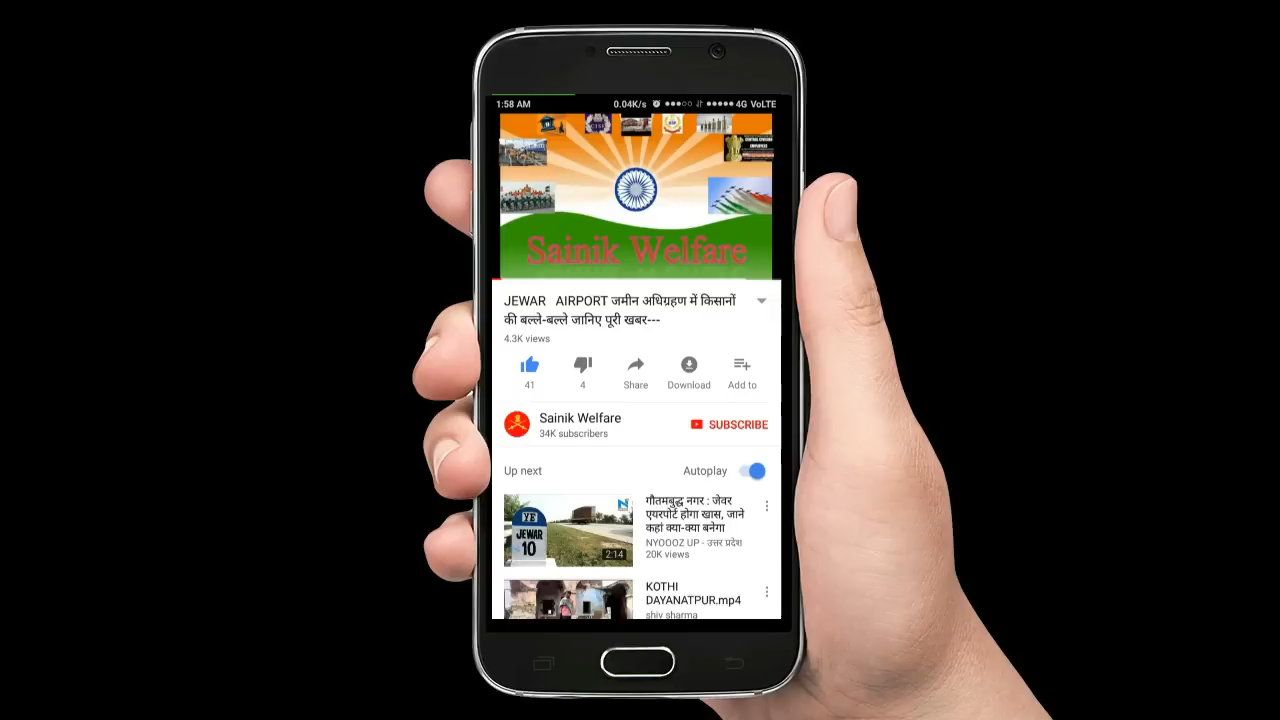 1:58 AM 0.04K/s 4G VoLTE
Sainik Welfare
JEWAR AIRPORT जमीन अधिग्रहण में किसानों
की बल्ले-बल्ले जानिए पूरी खबर---
4.3K views
41 4 Share Download Add to
Sainik Welfare
34K subscribers
SUBSCRIBE
Up next Autoplay
YE
JEWAR
10
2:14
गौतमबुद्ध नगर : जेवर
एयरपोर्ट होगा खास, जाने
कहां क्या-क्या बनेगा
NYOOOZ UP - उत्तर प्रदेश
20K views
KOTHI
DAYANATPUR.mp4
shiv sharma